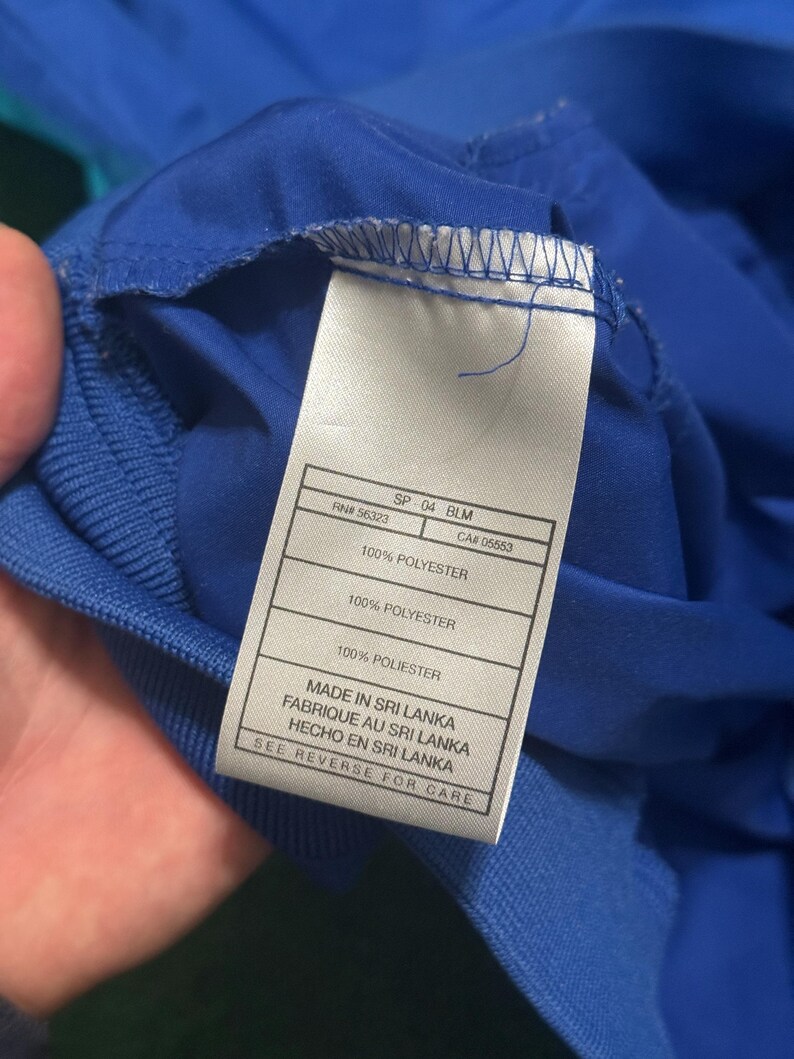 SP - 04 BLM
RN# 56323 CA# 05553
100% POLYESTER
100% POLYESTER
100% POLIESTER
MADE IN SRI LANKA
FABRIQUE AU SRI LANKA
HECHO EN SRI LANKA
SEE REVERSE FOR CARE